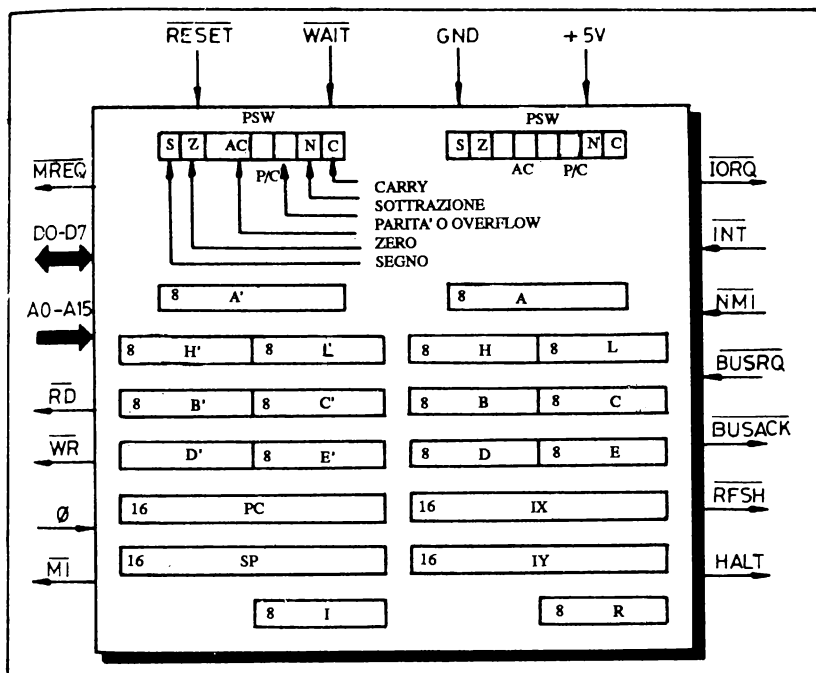 RESET WAIT GND +5V
PSW PSW
S Z AC N C S Z N C
P/C AC P/C
MREQ IORQ
CARRY
SOTTRAZIONE
PARITA' O OVERFLOW
ZERO
SEGNO
D0-D7 INT
8 A' 8 A
A0-A15 NMI
8 H' 8 L' 8 H 8 L
BUSRQ
RD 8 B' 8 C' 8 B 8 C
WR D' 8 E' 8 D 8 E BUSACK
16 PC 16 IX RFSH
Ø
16 SP 16 IY HALT
MI
8 I 8 R